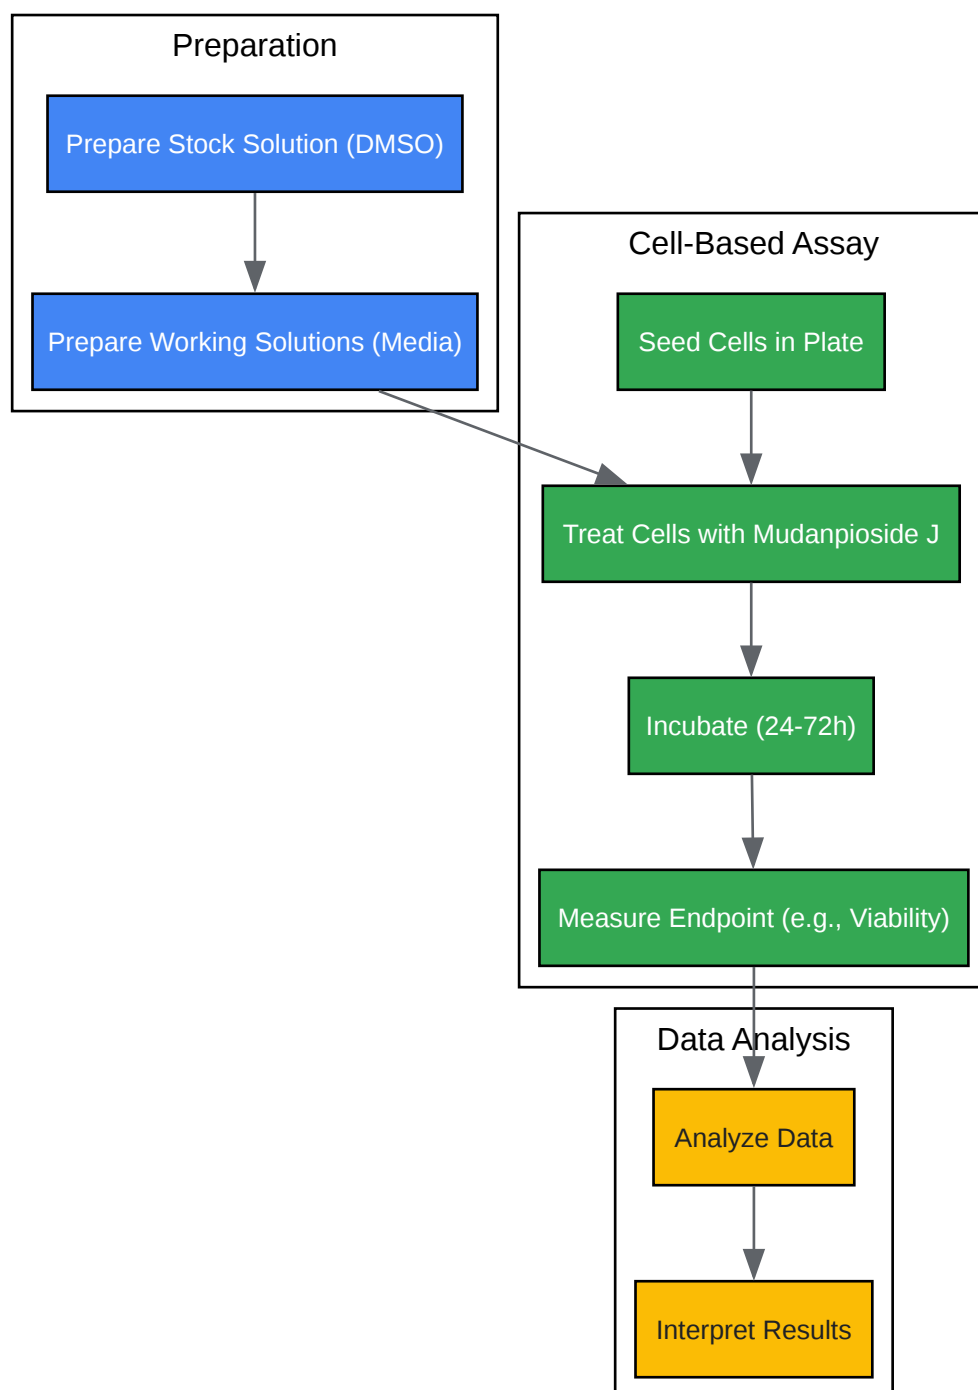 Preparation
Prepare Stock Solution (DMSO)
Prepare Working Solutions (Media)
Cell-Based Assay
Seed Cells in Plate
Treat Cells with Mudanpioside J
Incubate (24-72h)
Measure Endpoint (e.g., Viability)
Data Analysis
Analyze Data
Interpret Results